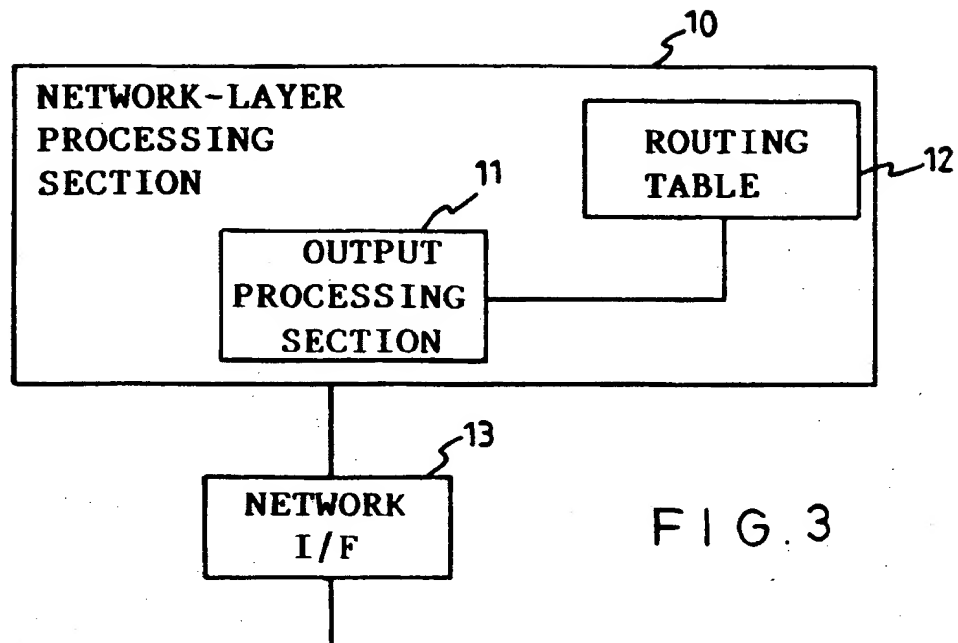 10
NETWORK-LAYER
PROCESSING
SECTION
ROUTING
TABLE
12
11
OUTPUT
PROCESSING
SECTION
13
NETWORK
I/F
FIG.3